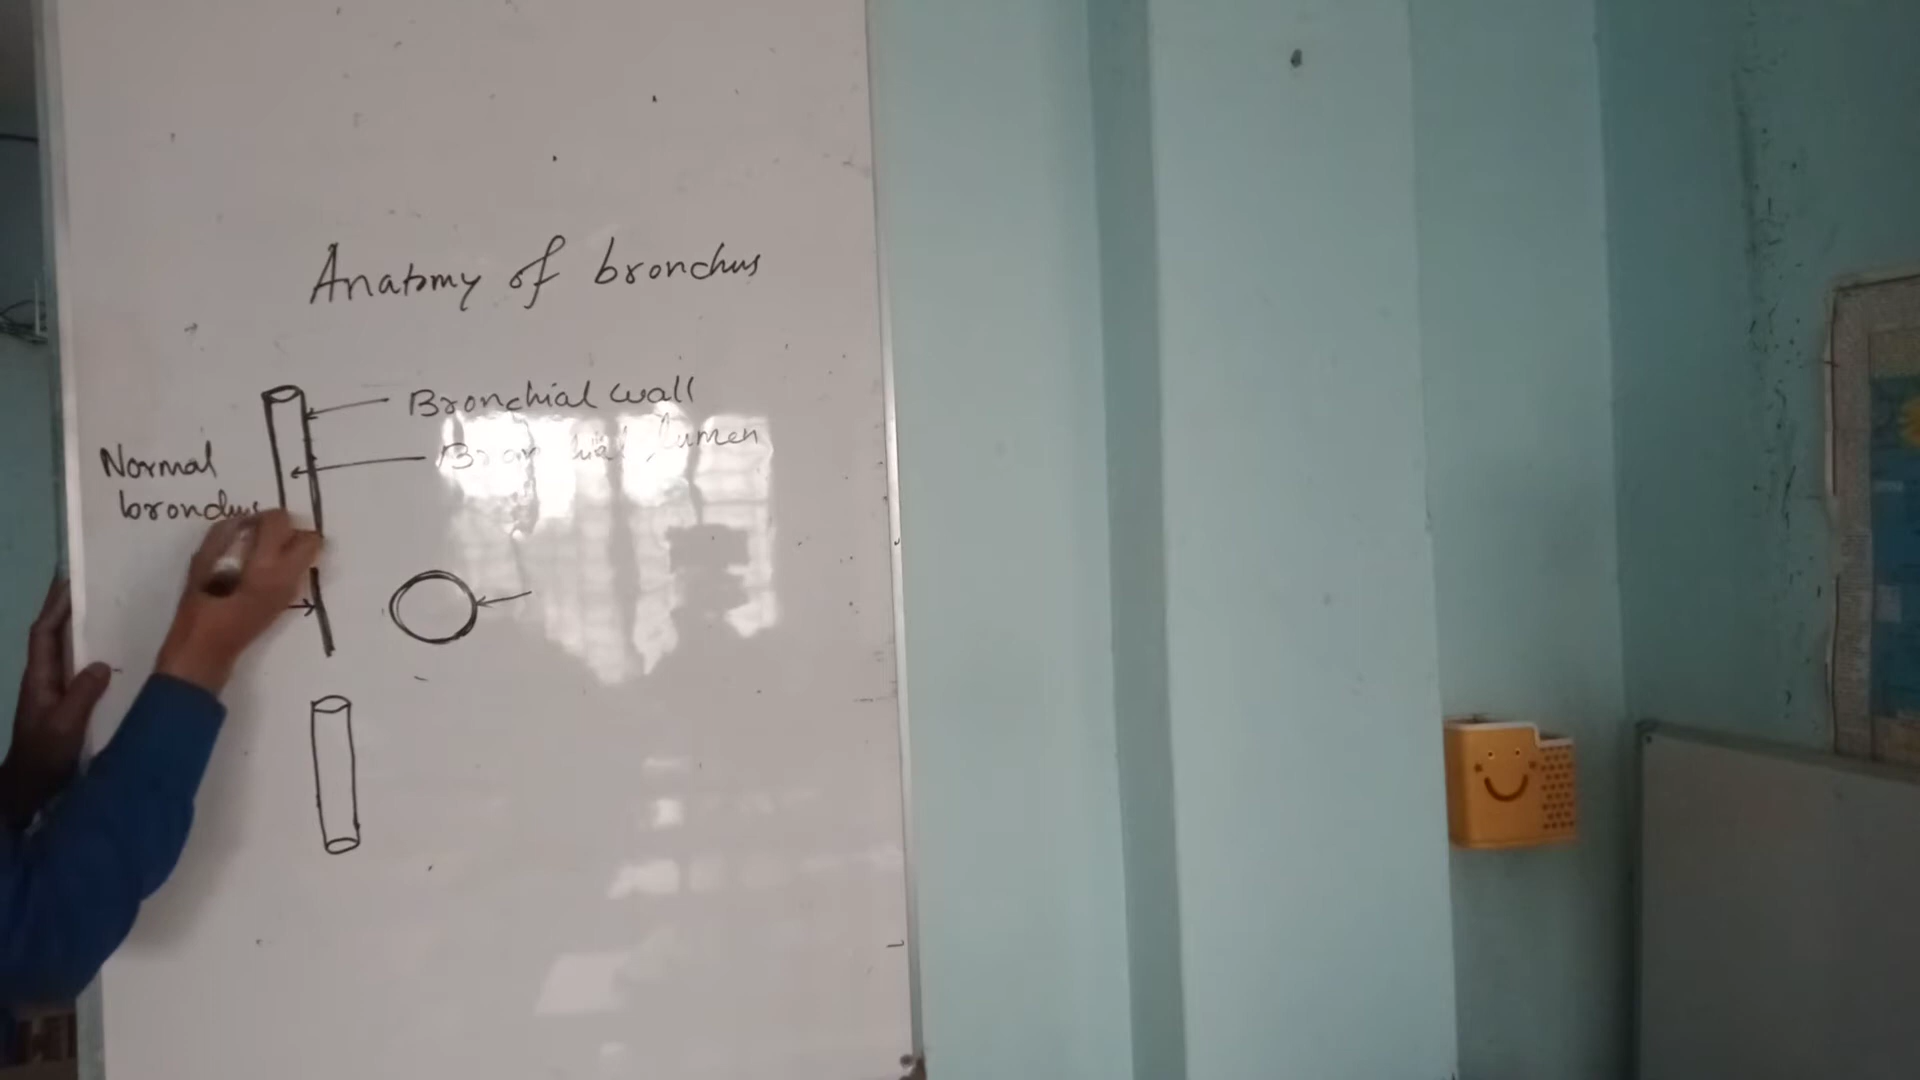 Anatomy of bronchus
Bronchial wall
Bronchial lumen
Normal
bronchus